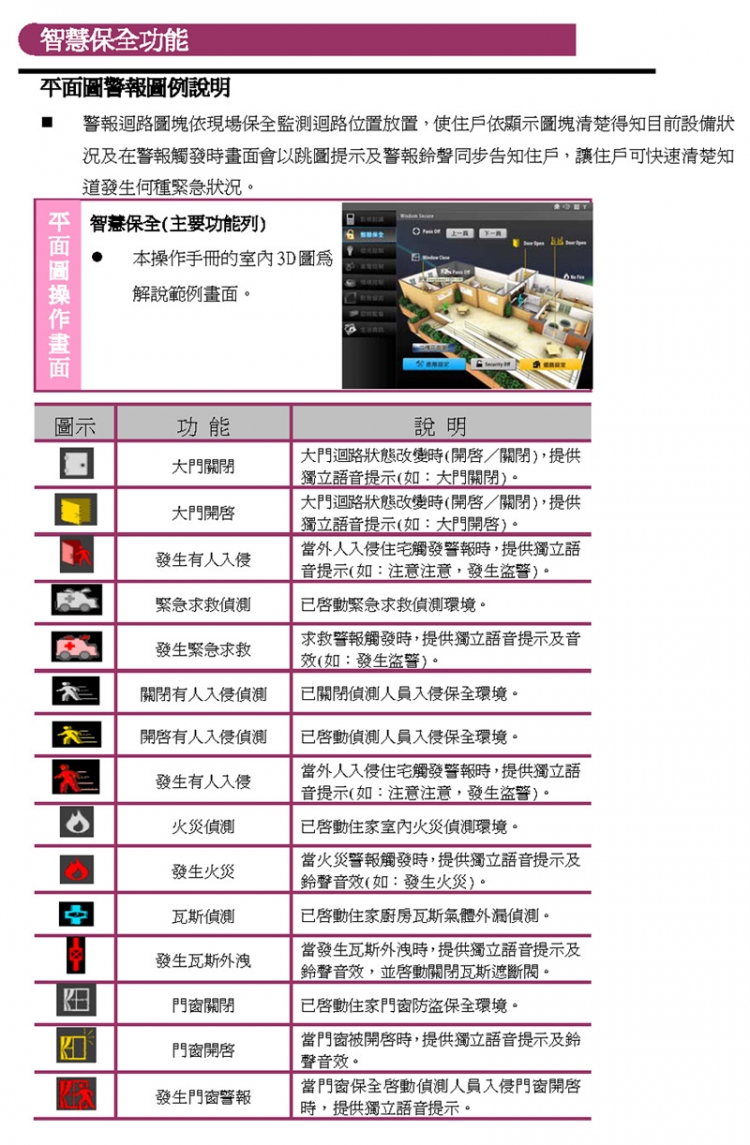 智慧保全功能
平面圖警報圖例說明
■ 警報迴路圖塊依現場保全監測迴路位置放置，使住戶依顯示圖塊清楚得知目前設備狀
況及在警報觸發時畫面會以跳圖提示及警報鈴聲同步告知住戶，讓住戶可快速清楚知
道發生何種緊急狀況。
平面圖操作畫面
智慧保全(主要功能列)
● 本操作手冊的室內 3D 圖為
解說範例畫面。
Window Secure
Panic Off 上一頁 下一頁
Door Open Door Open
Window Close
Panic Off
No Fire
Security Off
圖示 功 能 說 明
大門關閉 大門迴路狀態改變時(開啓／關閉)，提供
獨立語音提示(如：大門關閉)。
大門開啓 大門迴路狀態改變時(開啓／關閉)，提供
獨立語音提示(如：大門開啓)。
發生有人入侵 當外人入侵住宅觸發警報時，提供獨立語
音提示(如：注意注意，發生盜警)。
緊急求救偵測 已啓動緊急求救偵測環境。
發生緊急求救 求救警報觸發時，提供獨立語音提示及音
效(如：發生盜警)。
關閉有人入侵偵測 已關閉偵測人員入侵保全環境。
開啓有人入侵偵測 已啓動偵測人員入侵保全環境。
發生有人入侵 當外人入侵住宅觸發警報時，提供獨立語
音提示(如：注意注意，發生盜警)。
火災偵測 已啓動住家室內火災偵測環境。
發生火災 當火災警報觸發時，提供獨立語音提示及
鈴聲音效(如：發生火災)。
瓦斯偵測 已啓動住家廚房瓦斯氣體外漏偵測。
發生瓦斯外洩 當發生瓦斯外洩時，提供獨立語音提示及
鈴聲音效，並啓動關閉瓦斯遮斷閥。
門窗關閉 已啓動住家門窗防盜保全環境。
門窗開啓 當門窗被開啓時，提供獨立語音提示及鈴
聲音效。
發生門窗警報 當門窗保全啓動偵測人員入侵門窗開啓
時，提供獨立語音提示。